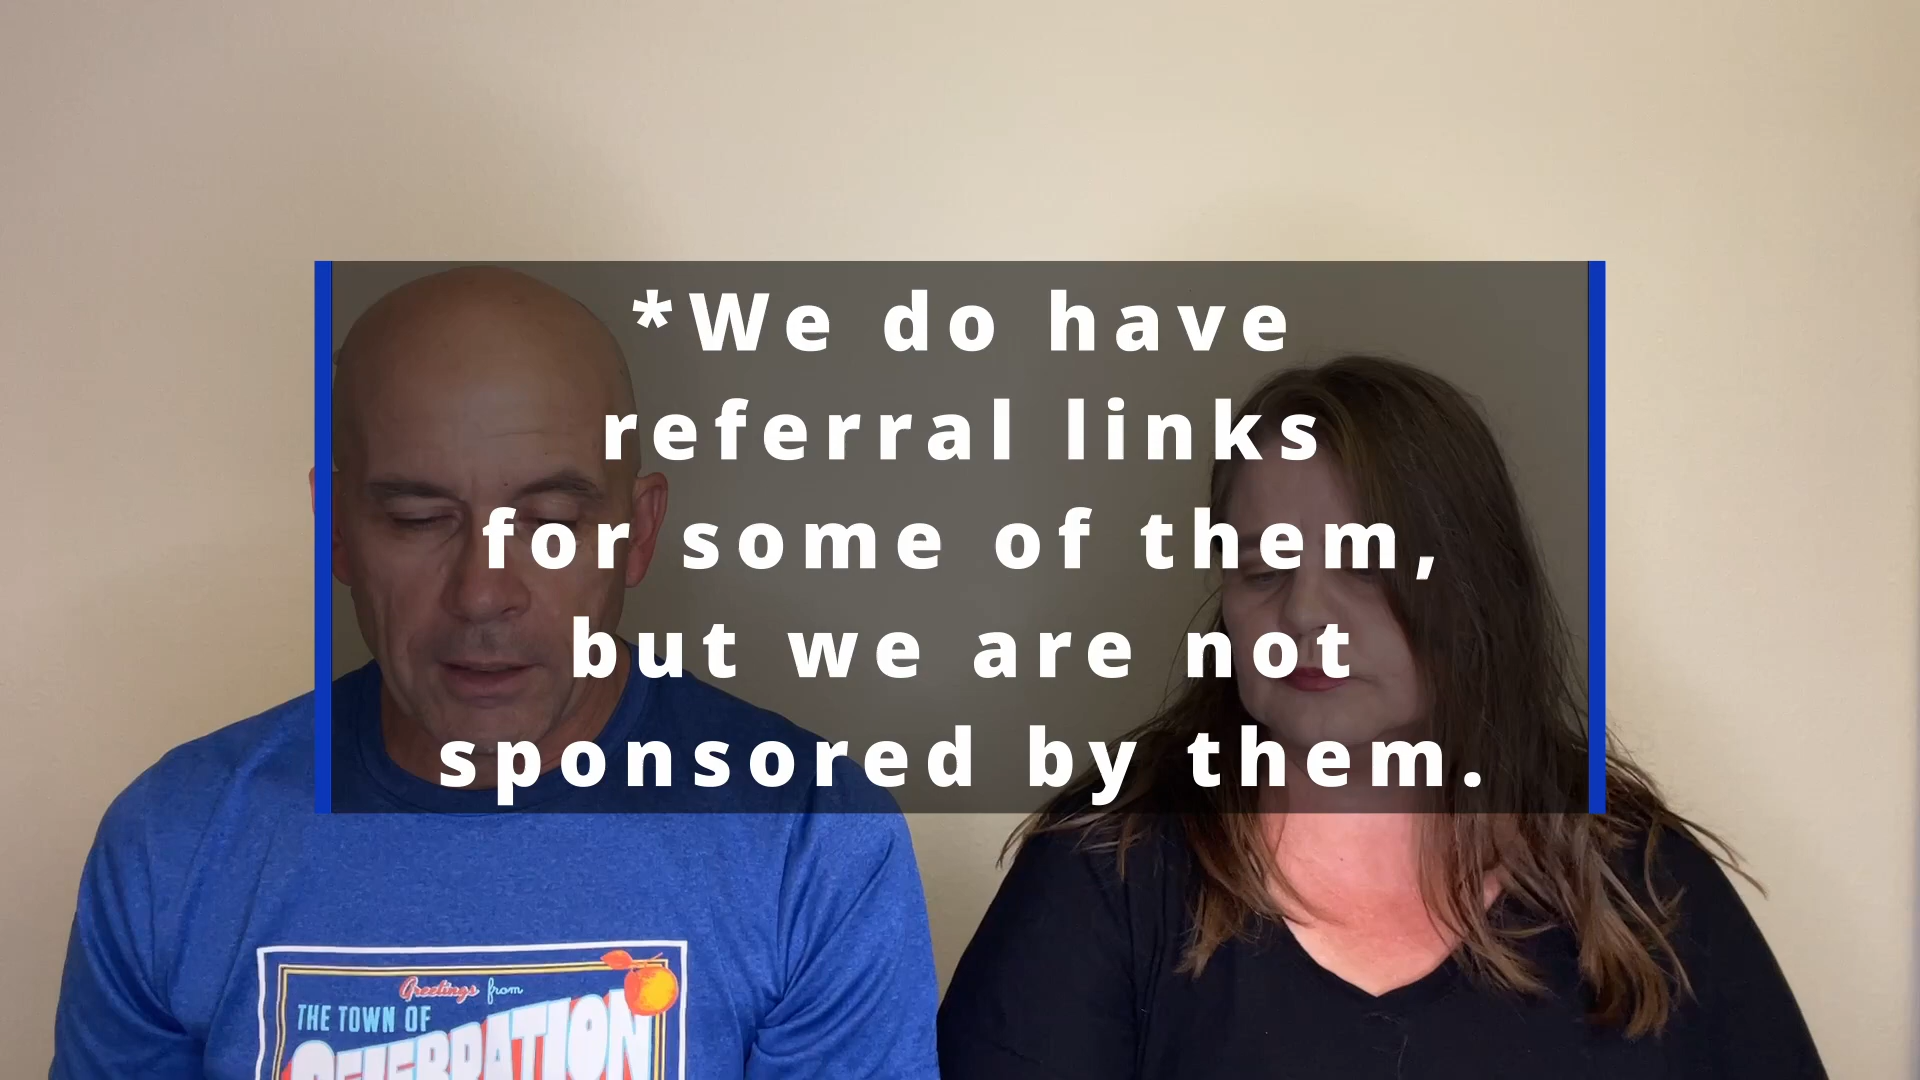 *We do have
referral links
for some of them,
but we are not
sponsored by them.
Greetings from
THE TOWN OF
CELEBRATION